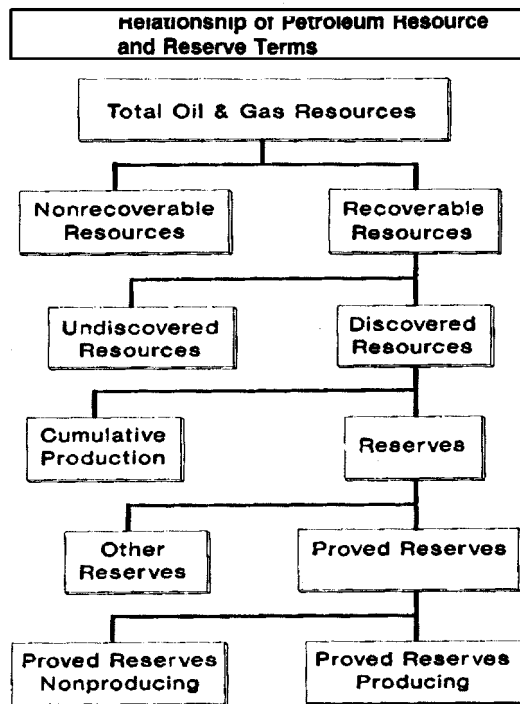 Relationship of Petroleum Resource
and Reserve Terms
Total Oil & Gas Resources
Nonrecoverable
Resources
Recoverable
Resources
Undiscovered
Resources
Discovered
Resources
Cumulative
Production
Reserves
Other
Reserves
Proved Reserves
Proved Reserves
Nonproducing
Proved Reserves
Producing